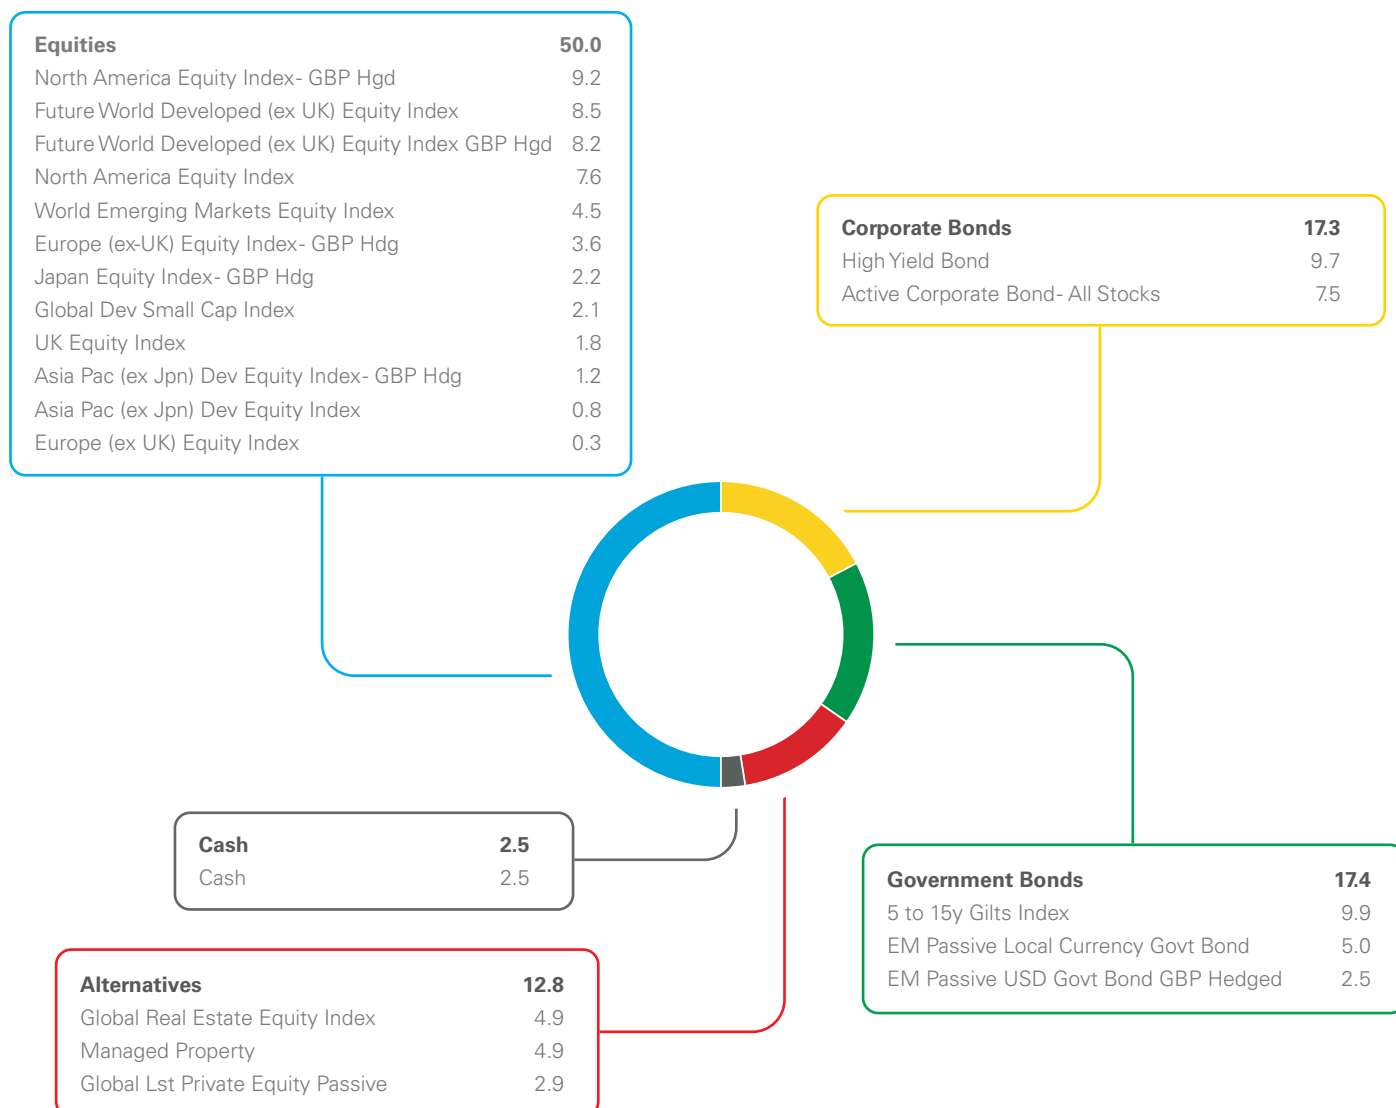 Equities 50.0
North America Equity Index- GBP Hgd 9.2
Future World Developed (ex UK) Equity Index 8.5
Future World Developed (ex UK) Equity Index GBP Hgd 8.2
North America Equity Index 7.6
World Emerging Markets Equity Index 4.5
Europe (ex-UK) Equity Index- GBP Hdg 3.6
Japan Equity Index- GBP Hdg 2.2
Global Dev Small Cap Index 2.1
UK Equity Index 1.8
Asia Pac (ex Jpn) Dev Equity Index- GBP Hdg 1.2
Asia Pac (ex Jpn) Dev Equity Index 0.8
Europe (ex UK) Equity Index 0.3
Corporate Bonds 17.3
High Yield Bond 9.7
Active Corporate Bond- All Stocks 7.5
Cash 2.5
Cash 2.5
Government Bonds 17.4
5 to 15y Gilts Index 9.9
EM Passive Local Currency Govt Bond 5.0
EM Passive USD Govt Bond GBP Hedged 2.5
Alternatives 12.8
Global Real Estate Equity Index 4.9
Managed Property 4.9
Global Lst Private Equity Passive 2.9